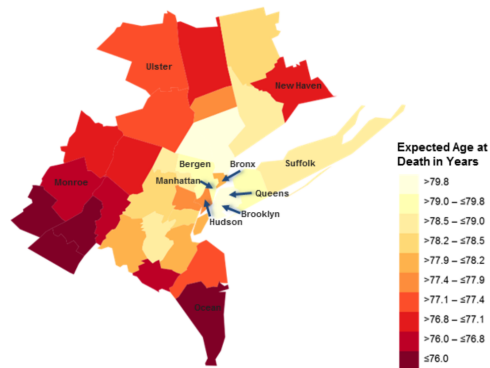 Ulster
New Haven
Bergen
Bronx
Suffolk
Manhattan
Monroe
Queens
Brooklyn
Hudson
Ocean
Expected Age at
Death in Years
>79.8
>79.0 – ≤79.8
>78.5 – ≤79.0
>78.2 – ≤78.5
>77.9 – ≤78.2
>77.4 – ≤77.9
>77.1 – ≤77.4
>76.8 – ≤77.1
>76.0 – ≤76.8
≤76.0